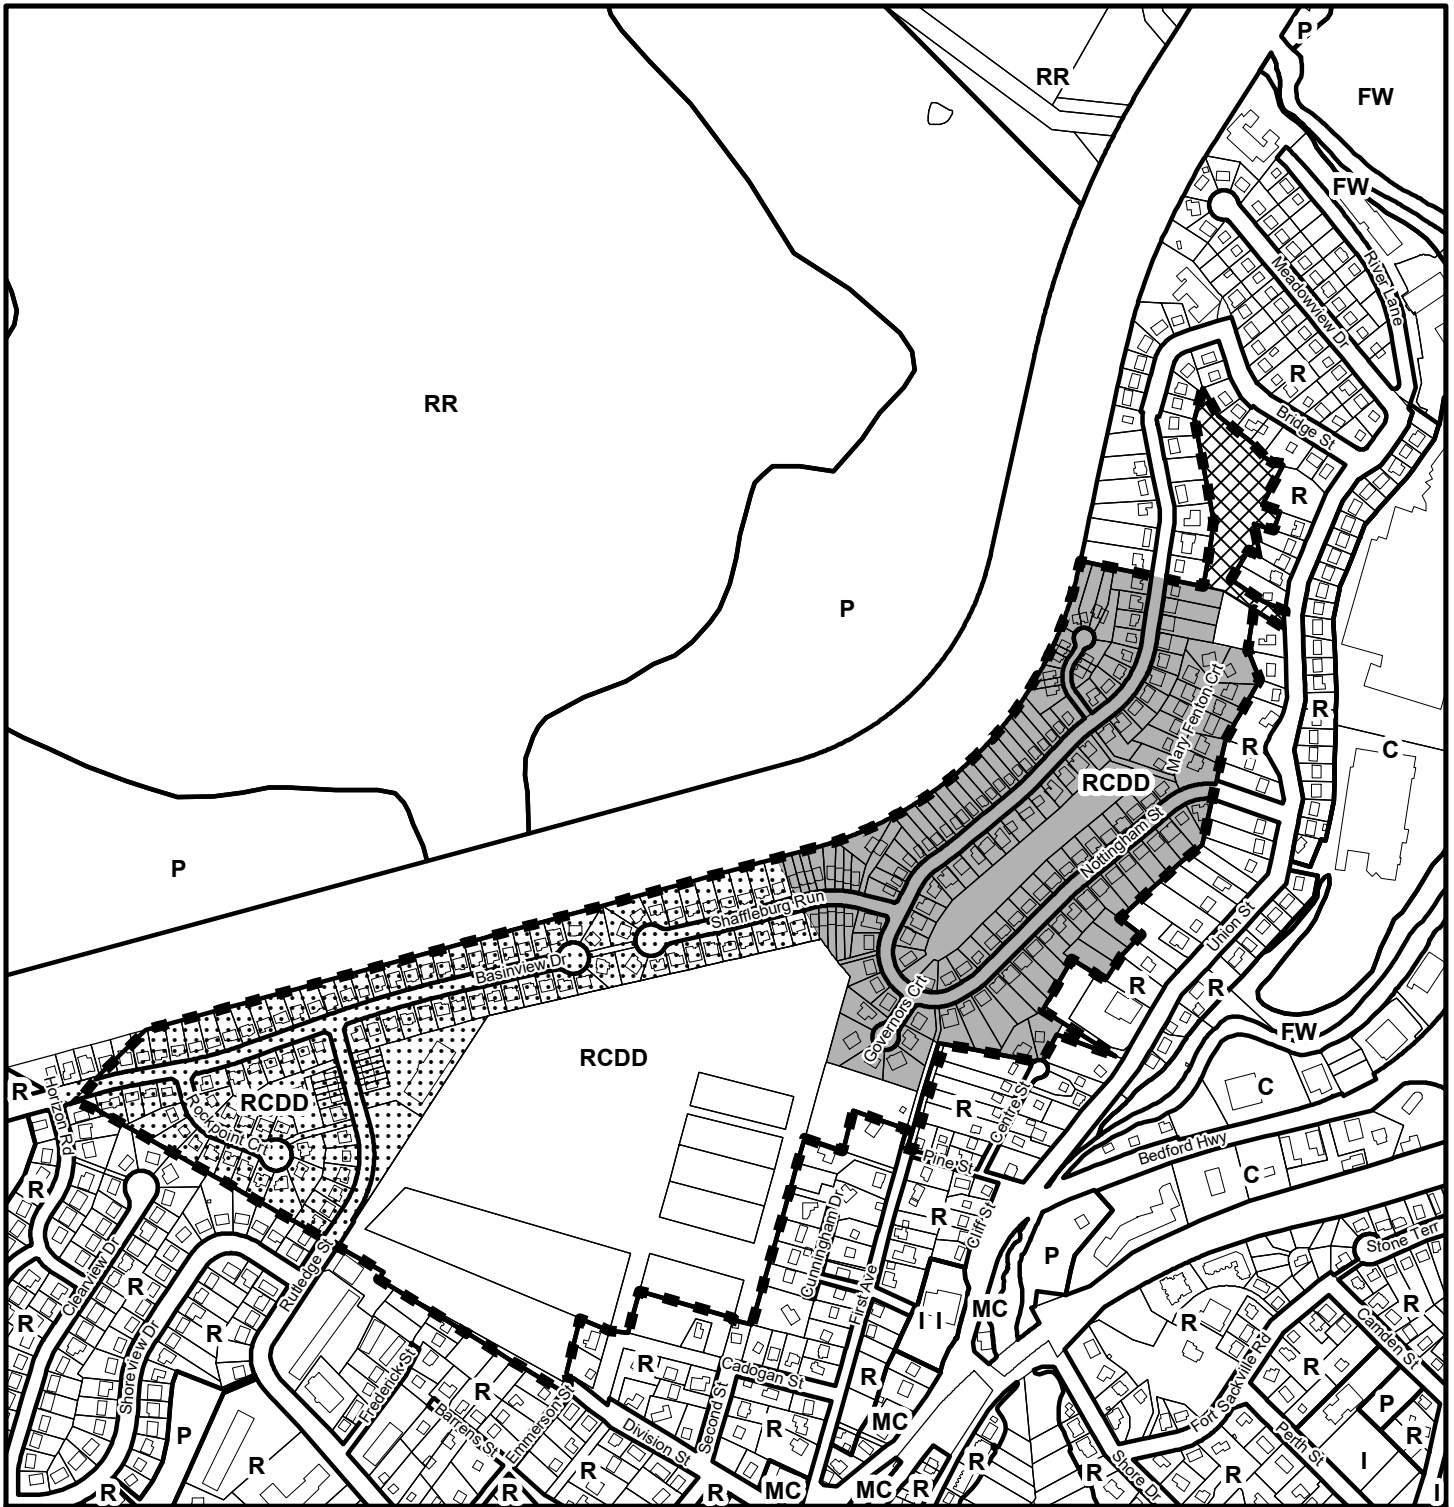 P
RR
FW
FW
River Lane
Meadowview Dr
RR
R
Bridge St
R
P
Mary Fenton Crt
R
R
C
RCDD
Nottingham St
P
Shaffleburg Run
Union St
Basinview Dr
R
R
Governors Crt
FW
RCDD
R
Horizon Rd
RCDD
Rockpoint Crt
R
Centre St
C
Bedford Hwy
Pine St
C
R
Cunningham Dr
R
Cliff St
P
Stone Terr
Clearview Dr
R
Rutledge St
First Ave
I
I
MC
R
R
R
Shoreview Dr
R
R
Camden St
R
Fort Sackville Rd
R
Frederick St
R
Cadogan St
R
P
Barrens St
Emmerson St
Second St
MC
R
P
Division St
R
Perth St
R
R
R
Shore Dr
R
R
I
R
R
R
MC
MC
R
I